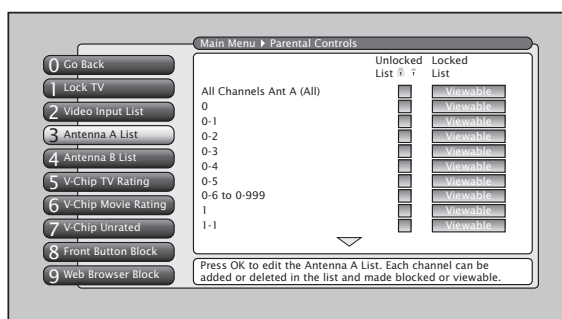 Main Menu ▸ Parental Controls
0 Go Back
1 Lock TV
2 Video Input List
3 Antenna A List
4 Antenna B List
5 V-Chip TV Rating
6 V-Chip Movie Rating
7 V-Chip Unrated
8 Front Button Block
9 Web Browser Block
Unlocked List
Locked List
All Channels Ant A (All) Viewable
0 Viewable
0-1 Viewable
0-2 Viewable
0-3 Viewable
0-4 Viewable
0-5 Viewable
0-6 to 0-999 Viewable
1 Viewable
1-1 Viewable
Press OK to edit the Antenna A List. Each channel can be
added or deleted in the list and made blocked or viewable.